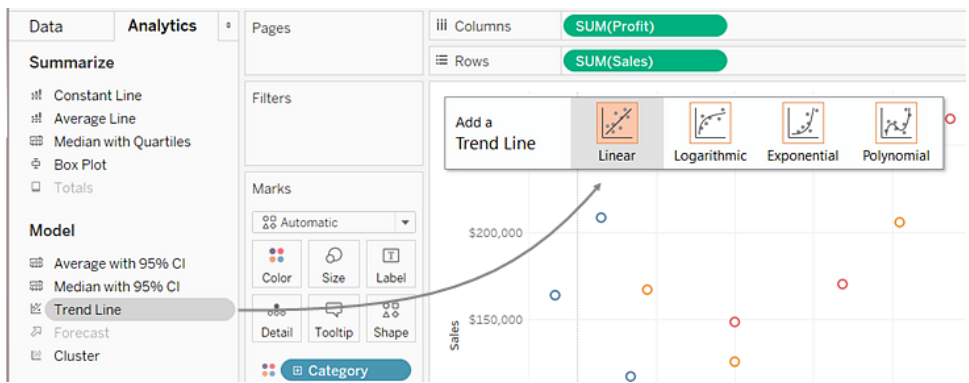 Data
Analytics
Summarize
Constant Line
Average Line
Median with Quartiles
Box Plot
Totals
Model
Average with 95% CI
Median with 95% CI
Trend Line
Forecast
Cluster
Pages
Filters
Marks
Automatic
Color Size Label
Detail Tooltip Shape
Category
iii Columns SUM(Profit)
Rows SUM(Sales)
Add a
Trend Line
Linear Logarithmic Exponential Polynomial
$200,000
$150,000
Sales